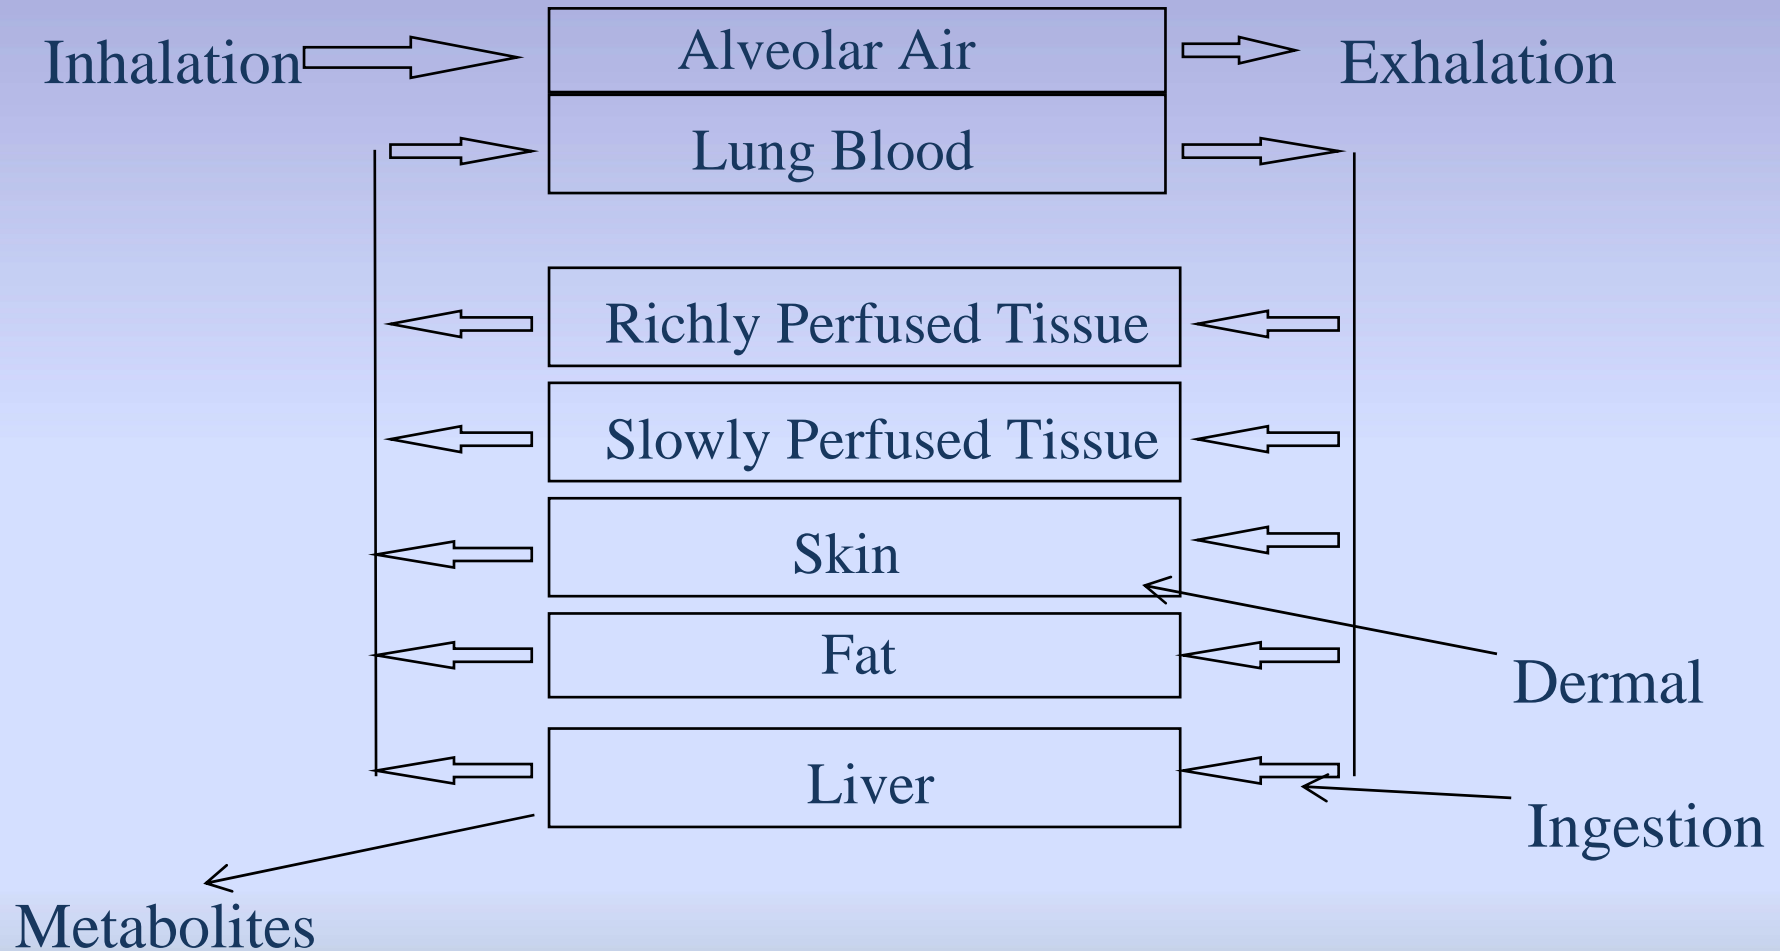 Inhalation
Alveolar Air
Exhalation
Lung Blood
Richly Perfused Tissue
Slowly Perfused Tissue
Skin
Fat
Dermal
Liver
Ingestion
Metabolites